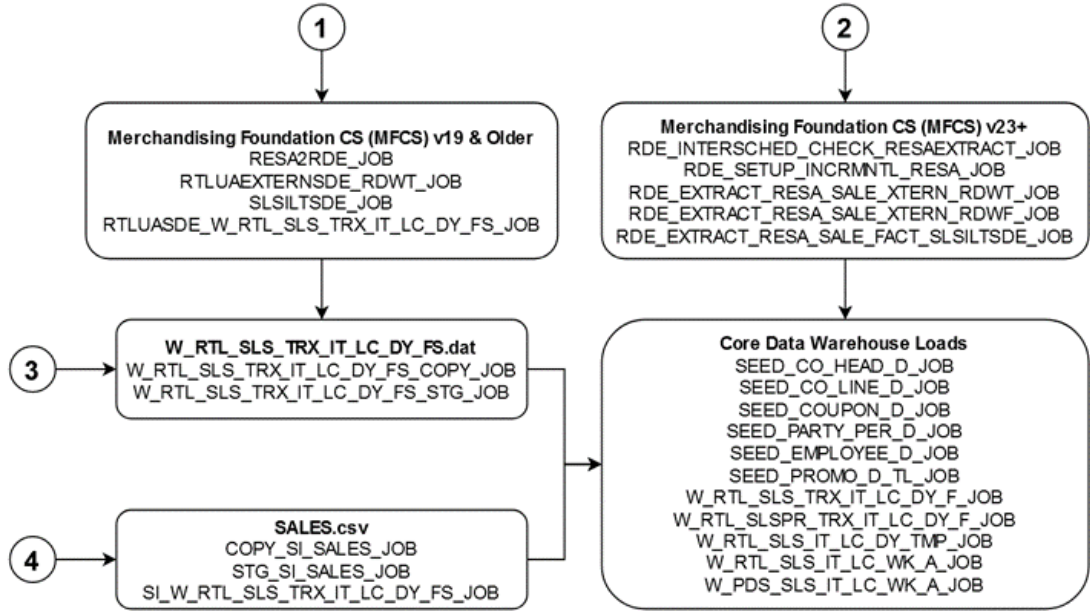 1
2
Merchandising Foundation CS (MFCS) v19 & Older
RESA2RDE_JOB
RTLUAEXTERNSDE_RDWT_JOB
SLSILTSDE_JOB
RTLUASDE_W_RTL_SLS_TRX_IT_LC_DY_FS_JOB
Merchandising Foundation CS (MFCS) v23+
RDE_INTERSCHED_CHECK_RESAEXTRACT_JOB
RDE_SETUP_INCRMNTL_RESA_JOB
RDE_EXTRACT_RESA_SALE_XTERN_RDWT_JOB
RDE_EXTRACT_RESA_SALE_XTERN_RDWF_JOB
RDE_EXTRACT_RESA_SALE_FACT_SLSILTSDE_JOB
3
W_RTL_SLS_TRX_IT_LC_DY_FS.dat
W_RTL_SLS_TRX_IT_LC_DY_FS_COPY_JOB
W_RTL_SLS_TRX_IT_LC_DY_FS_STG_JOB
4
SALES.csv
COPY_SI_SALES_JOB
STG_SI_SALES_JOB
SI_W_RTL_SLS_TRX_IT_LC_DY_FS_JOB
Core Data Warehouse Loads
SEED_CO_HEAD_D_JOB
SEED_CO_LINE_D_JOB
SEED_COUPON_D_JOB
SEED_PARTY_PER_D_JOB
SEED_EMPLOYEE_D_JOB
SEED_PROMO_D_TL_JOB
W_RTL_SLS_TRX_IT_LC_DY_F_JOB
W_RTL_SLSPR_TRX_IT_LC_DY_F_JOB
W_RTL_SLS_IT_LC_DY_TMP_JOB
W_RTL_SLS_IT_LC_WK_A_JOB
W_PDS_SLS_IT_LC_WK_A_JOB